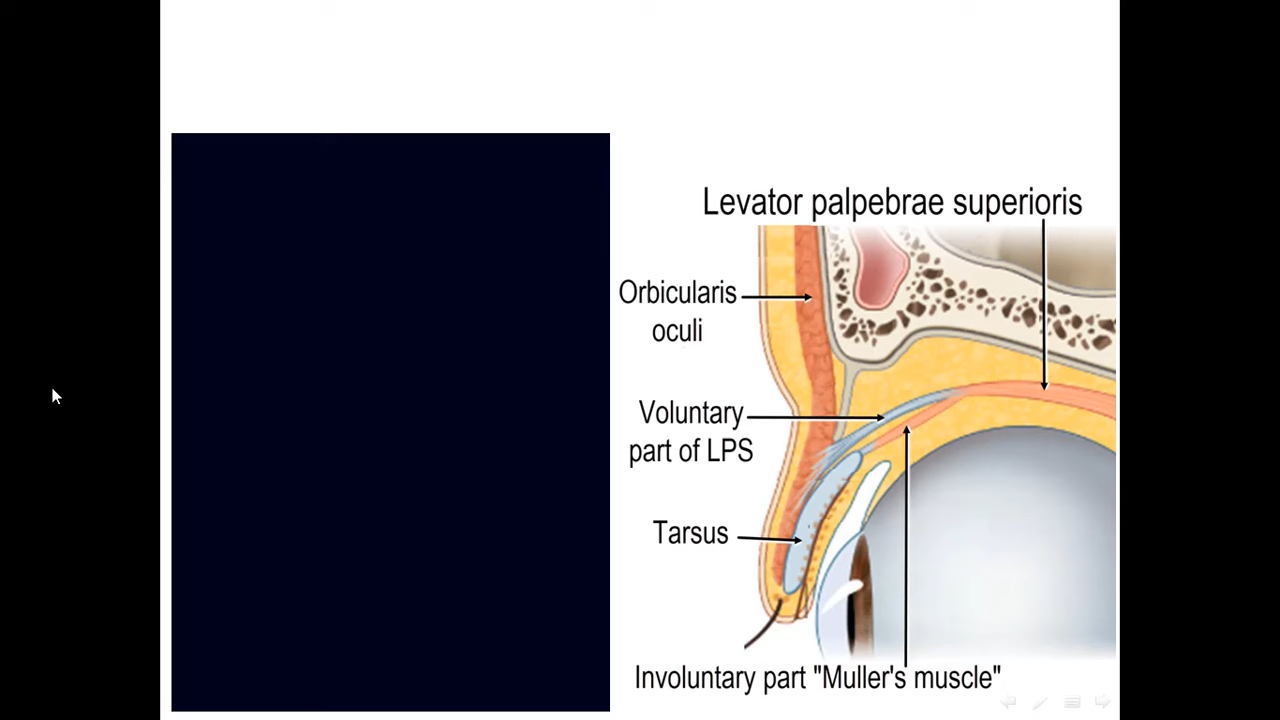 Levator palpebrae superioris
Orbicularis
oculi
Voluntary
part of LPS
Tarsus
Involuntary part "Muller's muscle"